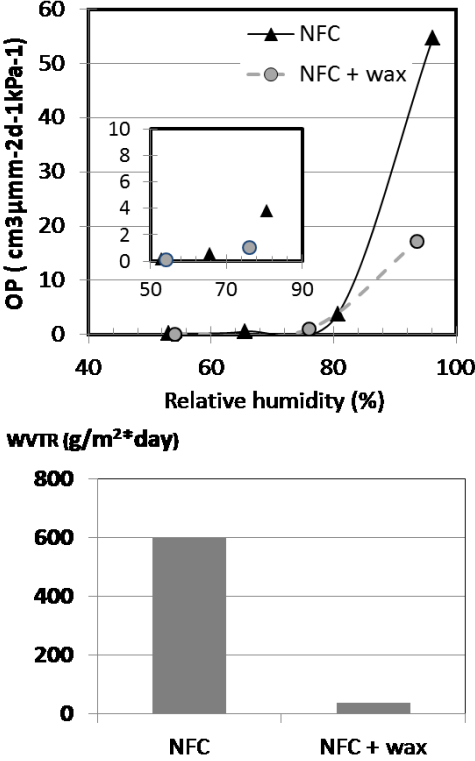 OP ( cm3µmm-2d-1kPa-1)
60
50
40
30
20
10
0
NFC
NFC + wax
10
8
6
4
2
0
50 70 90
40 60 80 100
Relative humidity (%)
WVTR (g/m²*day)
800
600
400
200
0
NFC NFC + wax